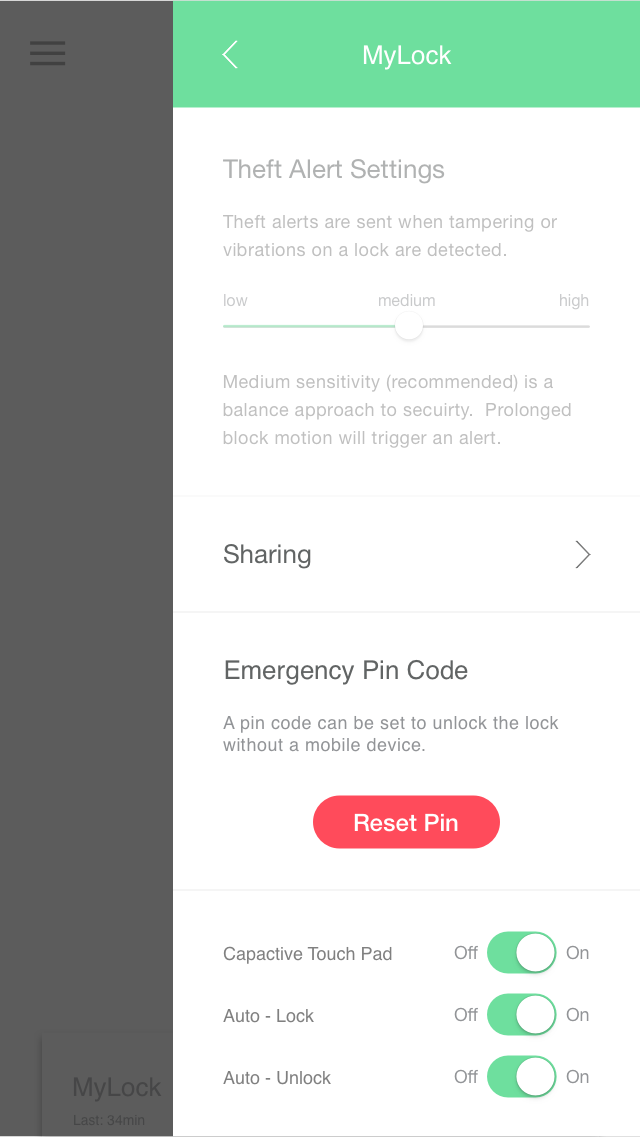 MyLock
Theft Alert Settings
Theft alerts are sent when tampering or
vibrations on a lock are detected.
low medium high
Medium sensitivity (recommended) is a
balance approach to secuirty.  Prolonged
block motion will trigger an alert.
Sharing
Emergency Pin Code
A pin code can be set to unlock the lock
without a mobile device.
Reset Pin
Capactive Touch Pad Off On
Auto - Lock Off On
Auto - Unlock Off On
MyLock
Last: 34min